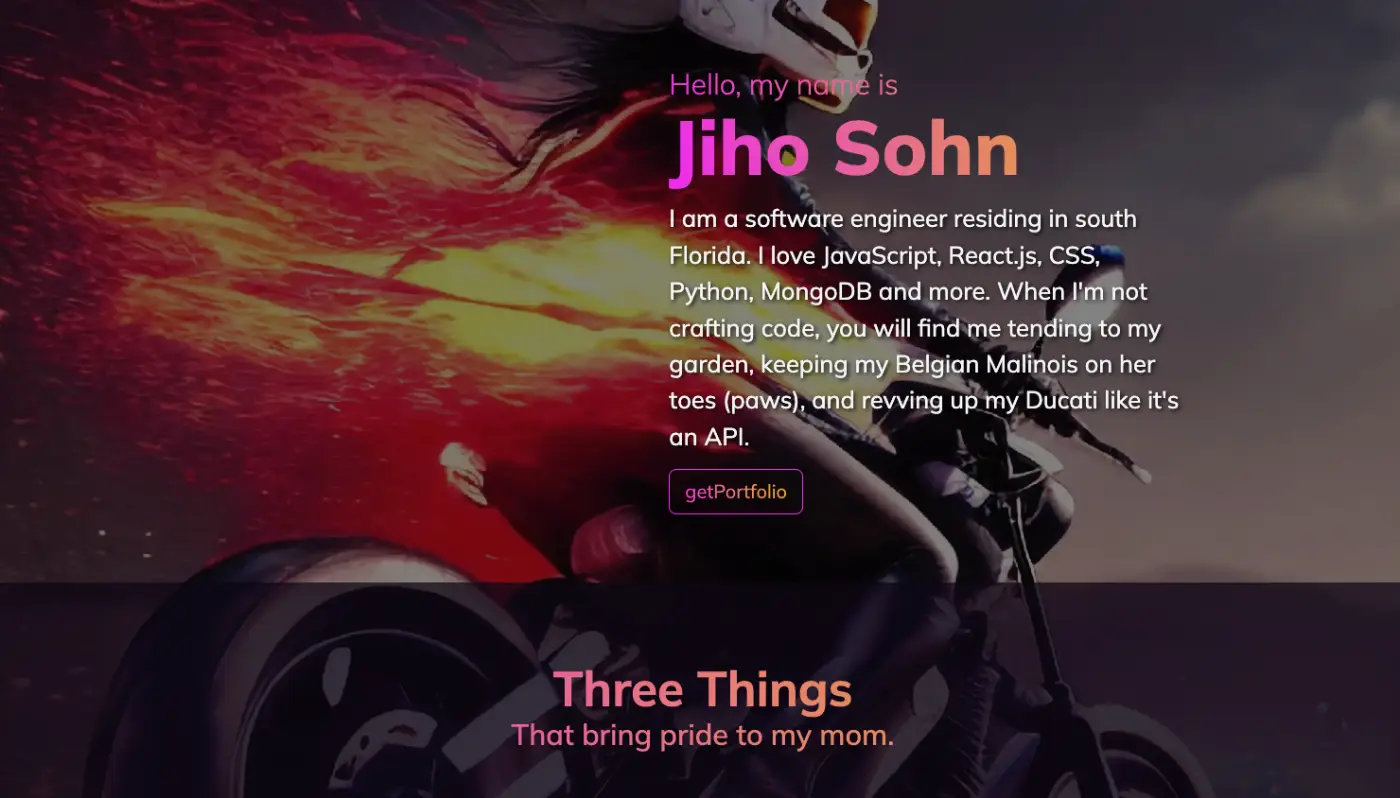 Hello, my name is
Jiho Sohn
I am a software engineer residing in south
Florida. I love JavaScript, React.js, CSS,
Python, MongoDB and more. When I'm not
crafting code, you will find me tending to my
garden, keeping my Belgian Malinois on her
toes (paws), and revving up my Ducati like it's
an API.
getPortfolio
Three Things
That bring pride to my mom.